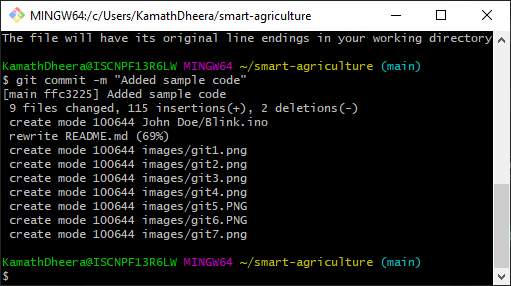 MINGW64:/c/Users/KamathDheera/smart-agriculture
The file will have its original line endings in your working directory
KamathDheera@ISCNPF13R6LW MINGW64 ~/smart-agriculture (main)
$ git commit -m "Added sample code"
[main ffc3225] Added sample code
 9 files changed, 115 insertions(+), 2 deletions(-)
 create mode 100644 John Doe/Blink.ino
 rewrite README.md (69%)
 create mode 100644 images/git1.png
 create mode 100644 images/git2.png
 create mode 100644 images/git3.png
 create mode 100644 images/git4.png
 create mode 100644 images/git5.PNG
 create mode 100644 images/git6.PNG
 create mode 100644 images/git7.png
KamathDheera@ISCNPF13R6LW MINGW64 ~/smart-agriculture (main)
$